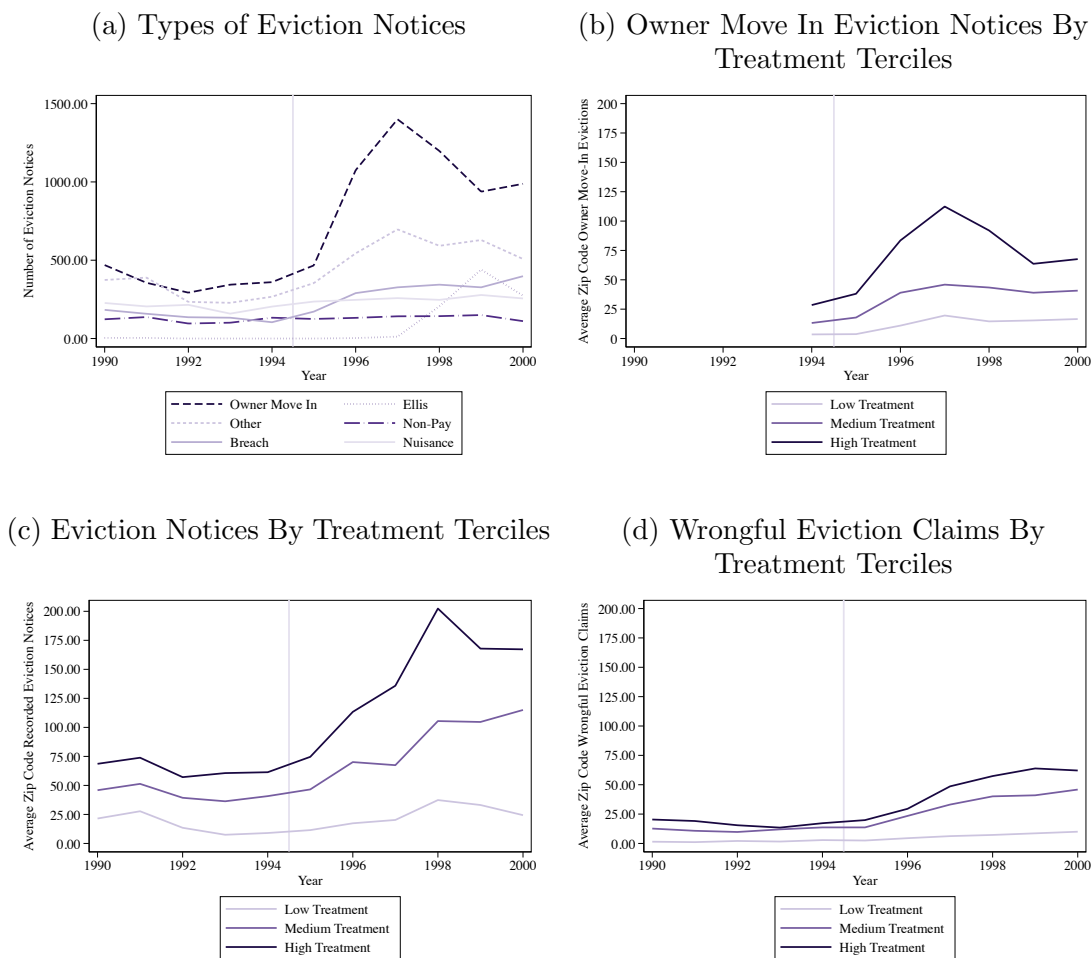 (a) Types of Eviction Notices
1500.00
1000.00
500.00
0.00
Number of Eviction Notices
1990 1992 1994 1996 1998 2000
Year
Owner Move In Ellis
Other Non-Pay
Breach Nuisance
(b) Owner Move In Eviction Notices By
Treatment Terciles
200
175
150
125
100
75
50
25
0
Average Zip Code Owner Move-In Evictions
1990 1992 1994 1996 1998 2000
Year
Low Treatment
Medium Treatment
High Treatment
(c) Eviction Notices By Treatment Terciles
200.00
175.00
150.00
125.00
100.00
75.00
50.00
25.00
0.00
Average Zip Code Recorded Eviction Notices
1990 1992 1994 1996 1998 2000
Year
Low Treatment
Medium Treatment
High Treatment
(d) Wrongful Eviction Claims By
Treatment Terciles
200.00
175.00
150.00
125.00
100.00
75.00
50.00
25.00
0.00
Average Zip Code Wrongful Eviction Claims
1990 1992 1994 1996 1998 2000
Year
Low Treatment
Medium Treatment
High Treatment